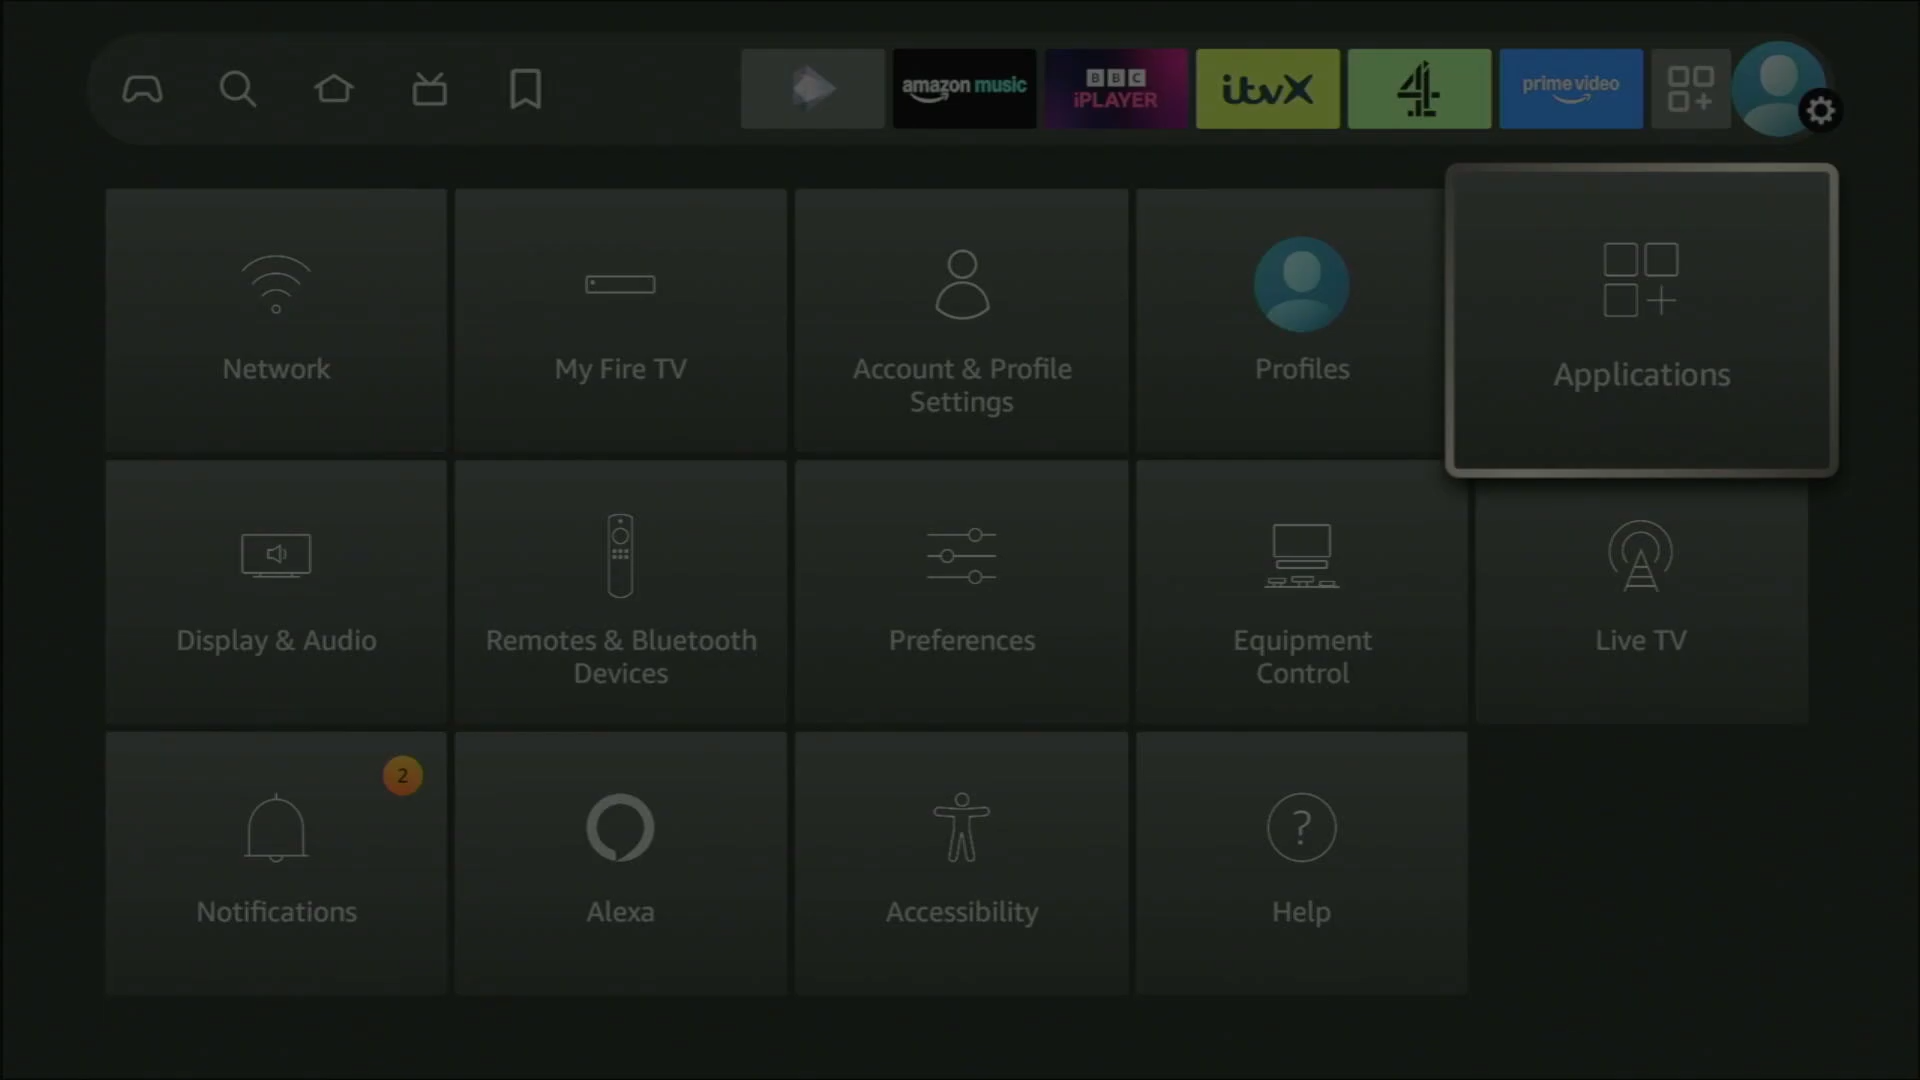 amazon music
BBC
iPLAYER
itvX
4
prime video
Network
My Fire TV
Account & Profile
Settings
Profiles
Applications
Display & Audio
Remotes & Bluetooth
Devices
Preferences
Equipment
Control
Live TV
2
Notifications
Alexa
Accessibility
?
Help